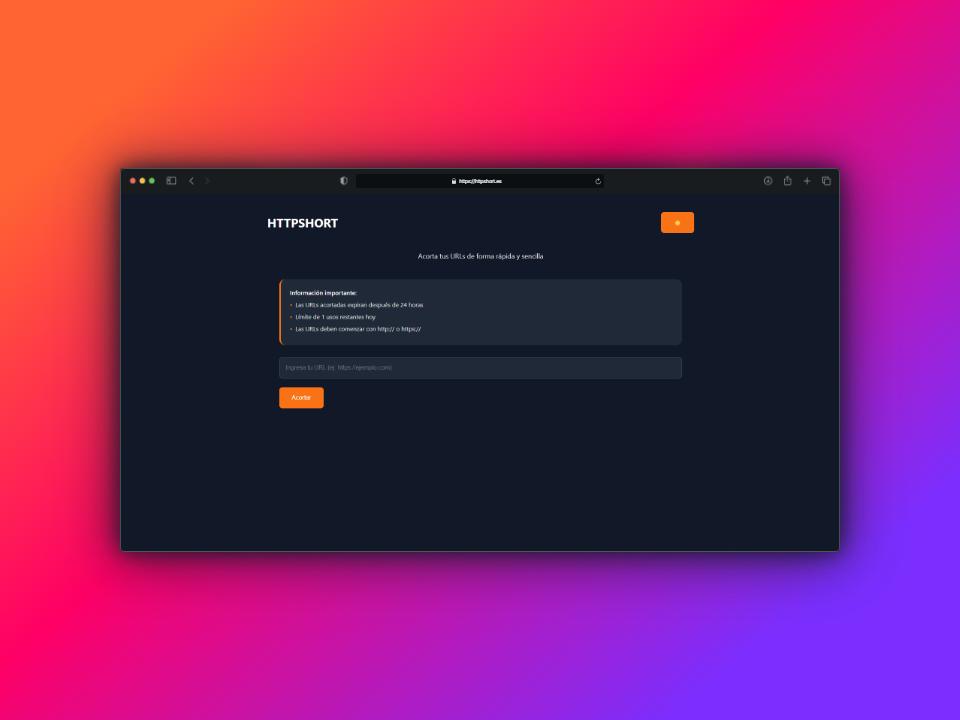 https://httpshort.es
HTTPSHORT
Acorta tus URLs de forma rápida y sencilla
Información importante:
• Las URLs acortadas expiran después de 24 horas
• Límite de 1 usos restantes hoy
• Las URLs deben comenzar con http:// o https://
Ingresa tu URL (ej. https://ejemplo.com)
Acortar